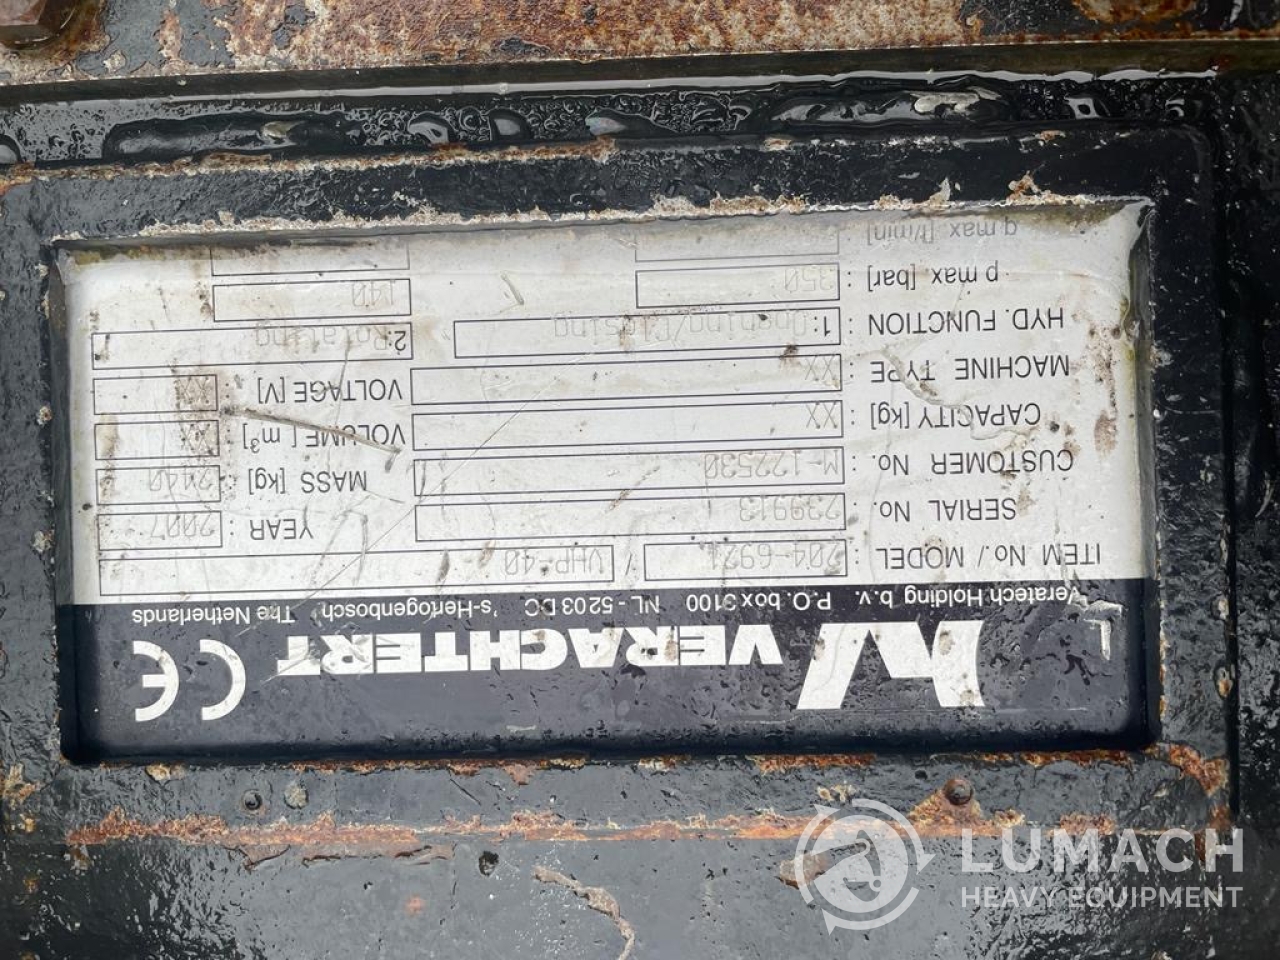 VERACHTERT CE
Veratech Holding b.v. P.O. box 3100 NL - 5203 DC 's-Hertogenbosch The Netherlands
ITEM No./ MODEL : 204-6921 / VHP-40
SERIAL No. : 239913 YEAR : 2007
CUSTOMER No. : M-122530 MASS [kg] : 2440
CAPACITY [kg] : XX VOLUME [ m³] : XX
MACHINE TYPE : XX VOLTAGE [V] : XX
HYD. FUNCTION : 1:Opening/Closing 2:Rotating
p max [bar] : 350 140
q max [l/min] :
LUMACH
HEAVY EQUIPMENT